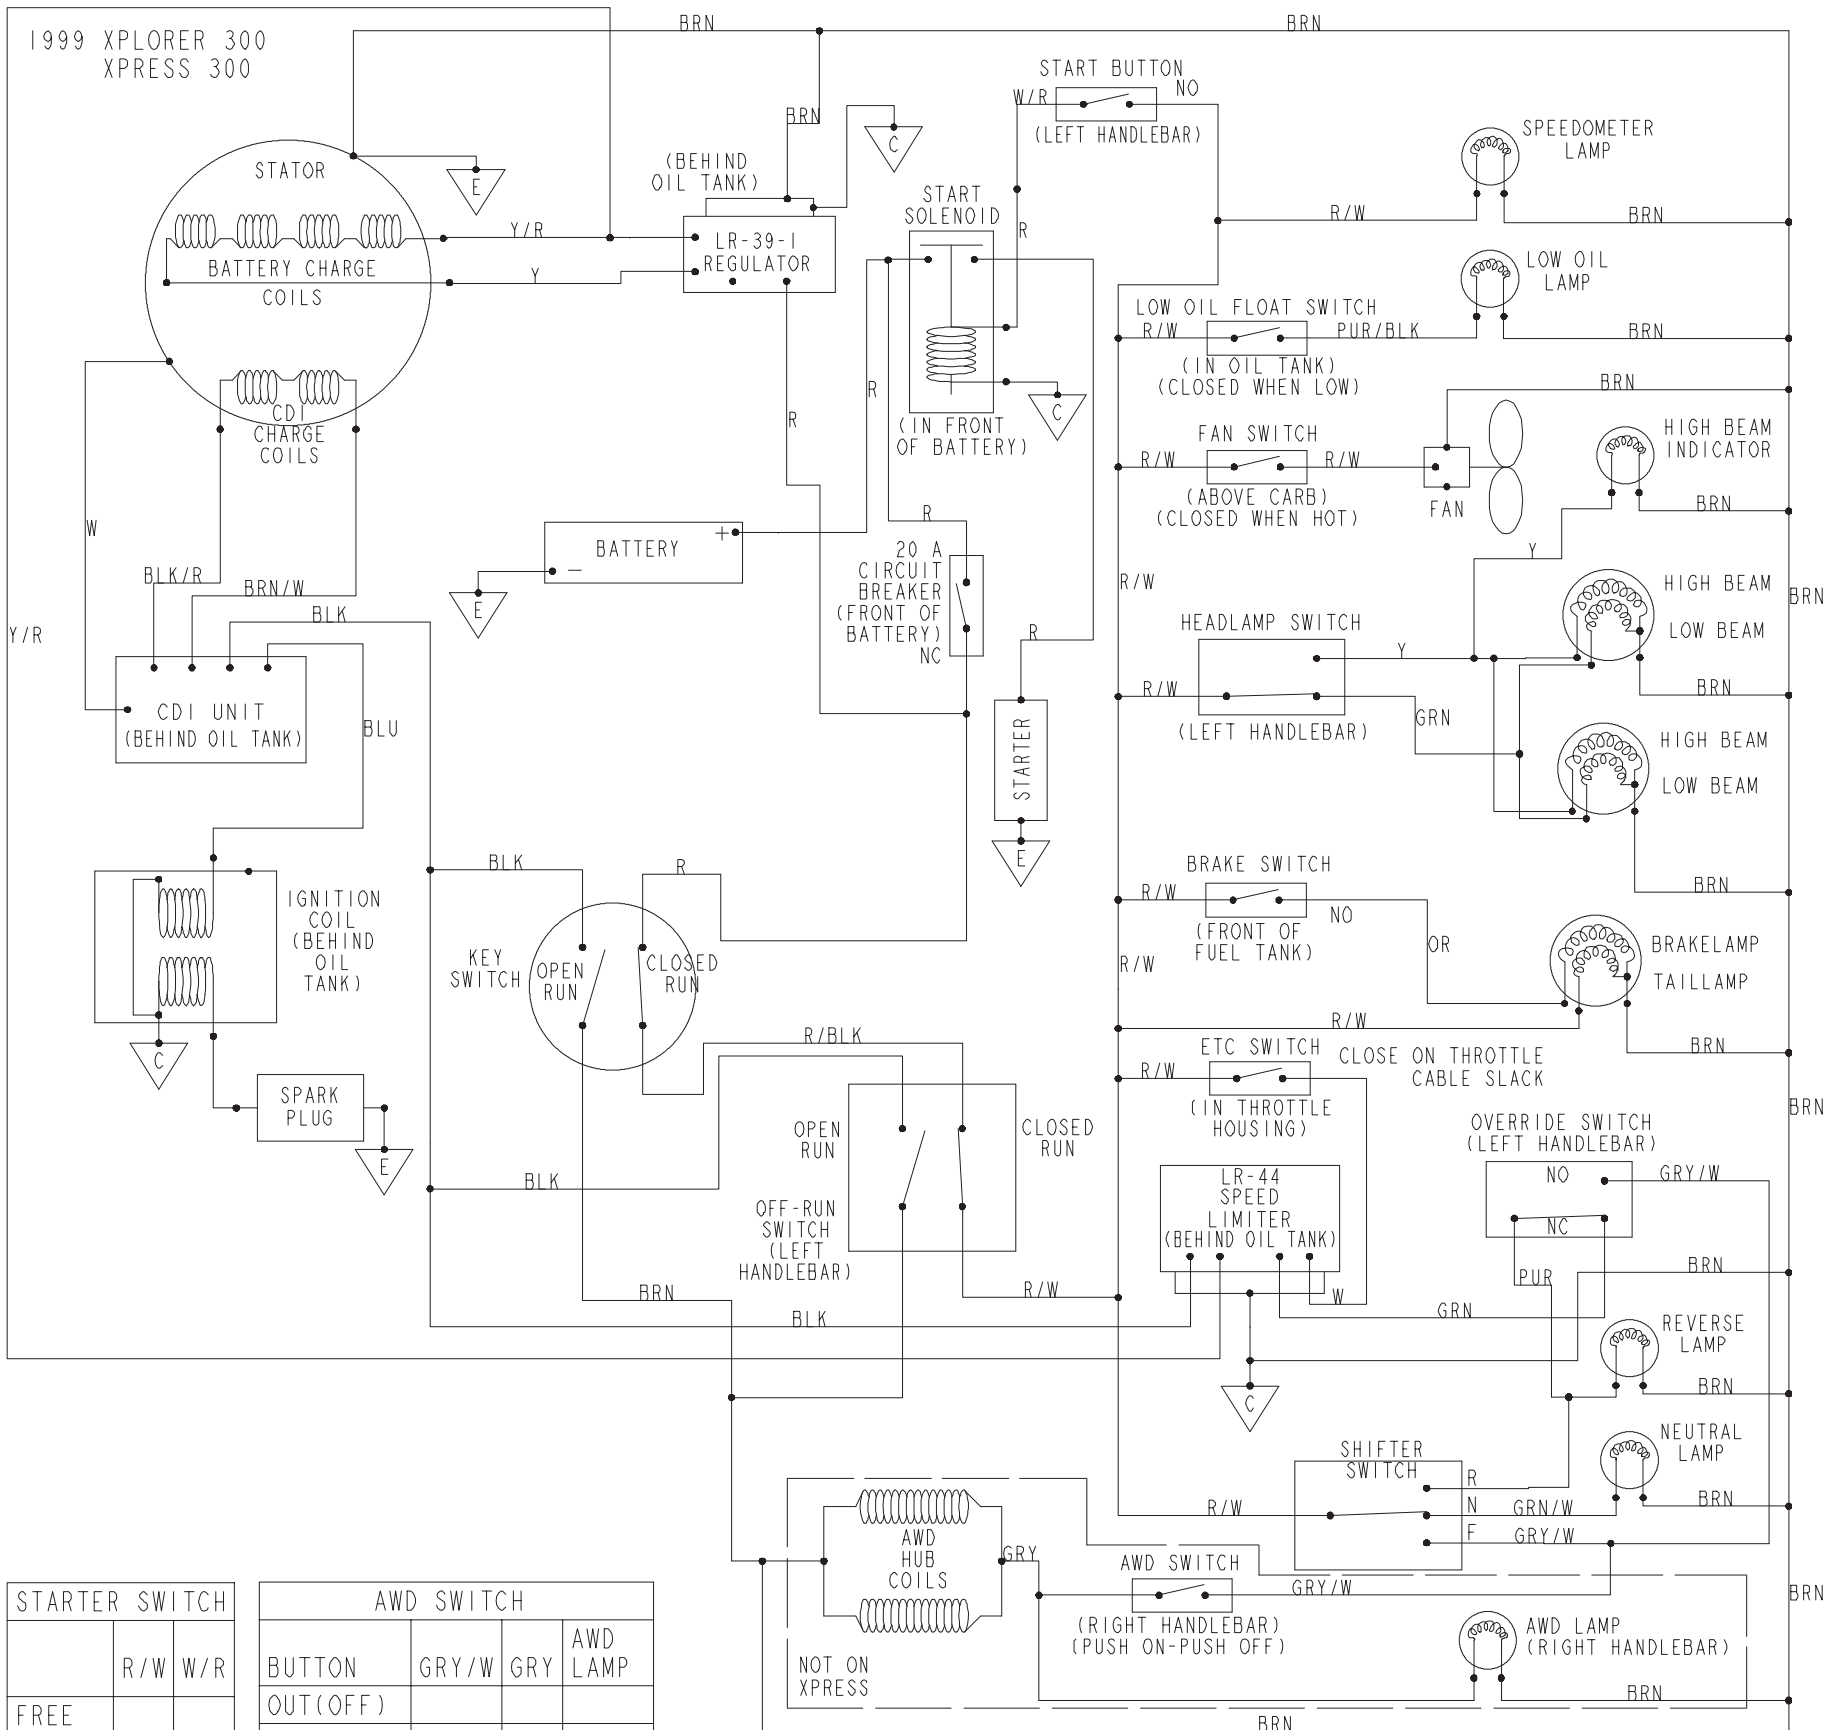 1999 XPLORER 300
XPRESS 300
BRN
BRN
START BUTTON
NO
W/R
(LEFT HANDLEBAR)
BRN
C
SPEEDOMETER
LAMP
STATOR
E
(BEHIND
OIL TANK)
START
SOLENOID
R/W
BRN
Y/R
R
LR-39-1
REGULATOR
BATTERY CHARGE
COILS
Y
LOW OIL
LAMP
LOW OIL FLOAT SWITCH
R/W
PUR/BLK
BRN
(IN OIL TANK)
(CLOSED WHEN LOW)
BRN
R
R
C
CDI
CHARGE
COILS
(IN FRONT
OF BATTERY)
FAN SWITCH
R/W
R/W
(ABOVE CARB)
(CLOSED WHEN HOT)
FAN
HIGH BEAM
INDICATOR
BRN
W
R
BATTERY
+
−
E
20 A
CIRCUIT
BREAKER
(FRONT OF
BATTERY)
NC
Y
BLK/R
BRN/W
BLK
R/W
HIGH BEAM
BRN
Y/R
R
HEADLAMP SWITCH
LOW BEAM
Y
R/W
BRN
GRN
(LEFT HANDLEBAR)
CDI UNIT
(BEHIND OIL TANK)
BLU
STARTER
HIGH BEAM
LOW BEAM
E
BLK
R
BRAKE SWITCH
R/W
NO
BRN
(FRONT OF
FUEL TANK)
IGNITION
COIL
(BEHIND
OIL
TANK)
KEY
SWITCH
OPEN
RUN
CLOSED
RUN
R/W
OR
BRAKELAMP
TAILLAMP
C
R/BLK
R/W
ETC SWITCH
CLOSE ON THROTTLE
CABLE SLACK
BRN
R/W
(IN THROTTLE
HOUSING)
SPARK
PLUG
E
OPEN
RUN
CLOSED
RUN
OVERRIDE SWITCH
(LEFT HANDLEBAR)
BRN
NO
GRY/W
NC
BLK
LR-44
SPEED
LIMITER
(BEHIND OIL TANK)
OFF-RUN
SWITCH
(LEFT
HANDLEBAR)
PUR
BRN
BRN
R/W
W
GRN
BLK
REVERSE
LAMP
BRN
C
NEUTRAL
LAMP
SHIFTER
SWITCH
R
R/W
N
GRN/W
BRN
F
GRY/W
AWD
HUB
COILS
GRY
AWD SWITCH
GRY/W
BRN
(RIGHT HANDLEBAR)
(PUSH ON-PUSH OFF)
AWD LAMP
(RIGHT HANDLEBAR)
NOT ON
XPRESS
BRN
BRN
STARTER SWITCH
R/W W/R
FREE
AWD SWITCH
BUTTON GRY/W GRY AWD
LAMP
OUT(OFF)